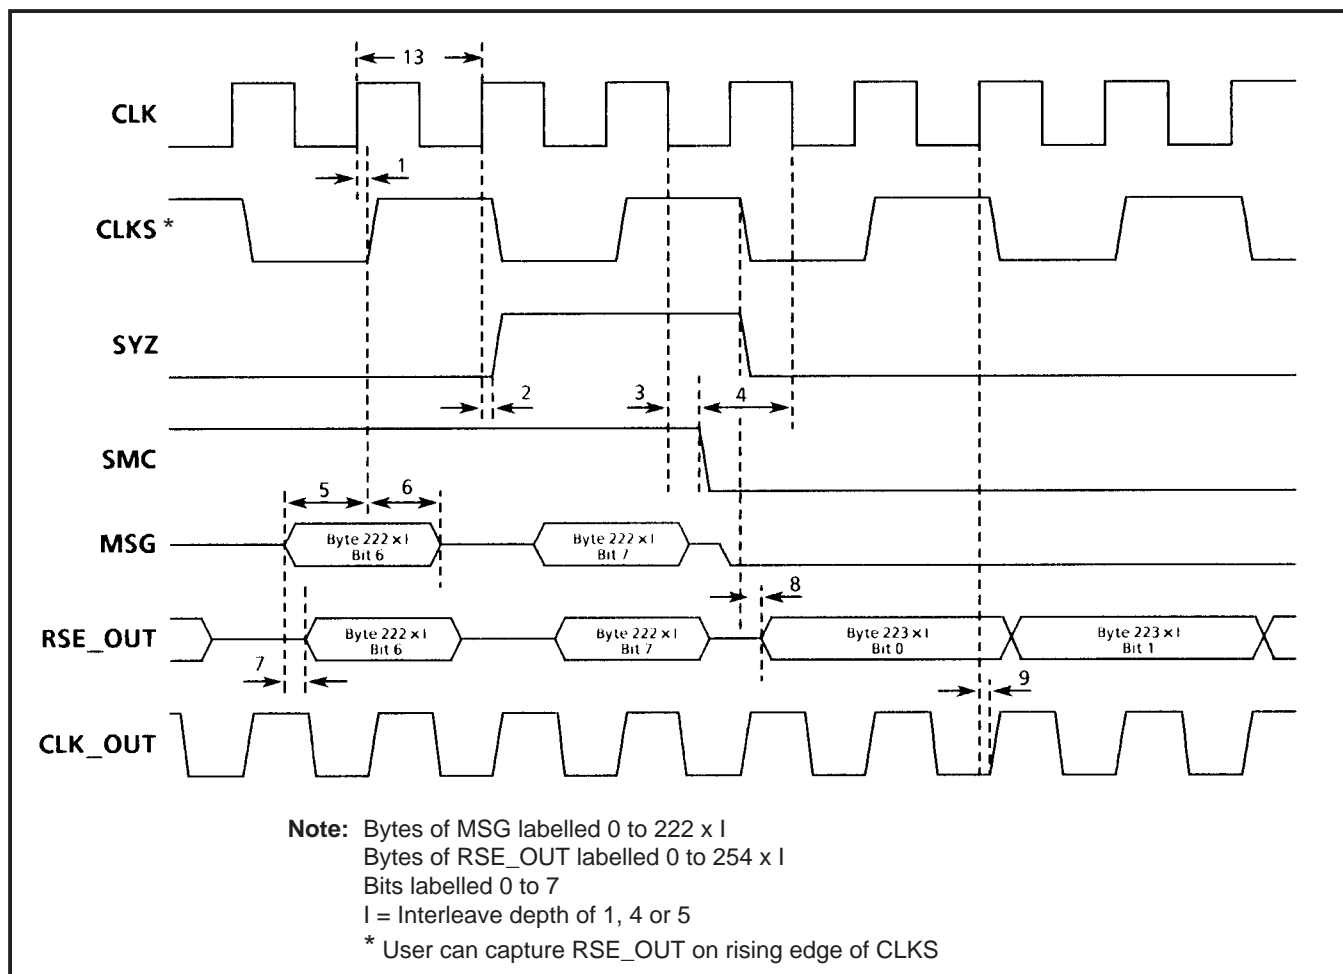 13
CLK
1
CLKS *
SYZ
2
3
4
SMC
5
6
MSG
Byte 222 x I
Bit 6
Byte 222 x I
Bit 7
8
RSE_OUT
Byte 222 x I
Bit 6
Byte 222 x I
Bit 7
Byte 223 x I
Bit 0
Byte 223 x I
Bit 1
7
9
CLK_OUT
Note: Bytes of MSG labelled 0 to 222 x I
Bytes of RSE_OUT labelled 0 to 254 x I
Bits labelled 0 to 7
I = Interleave depth of 1, 4 or 5
* User can capture RSE_OUT on rising edge of CLKS